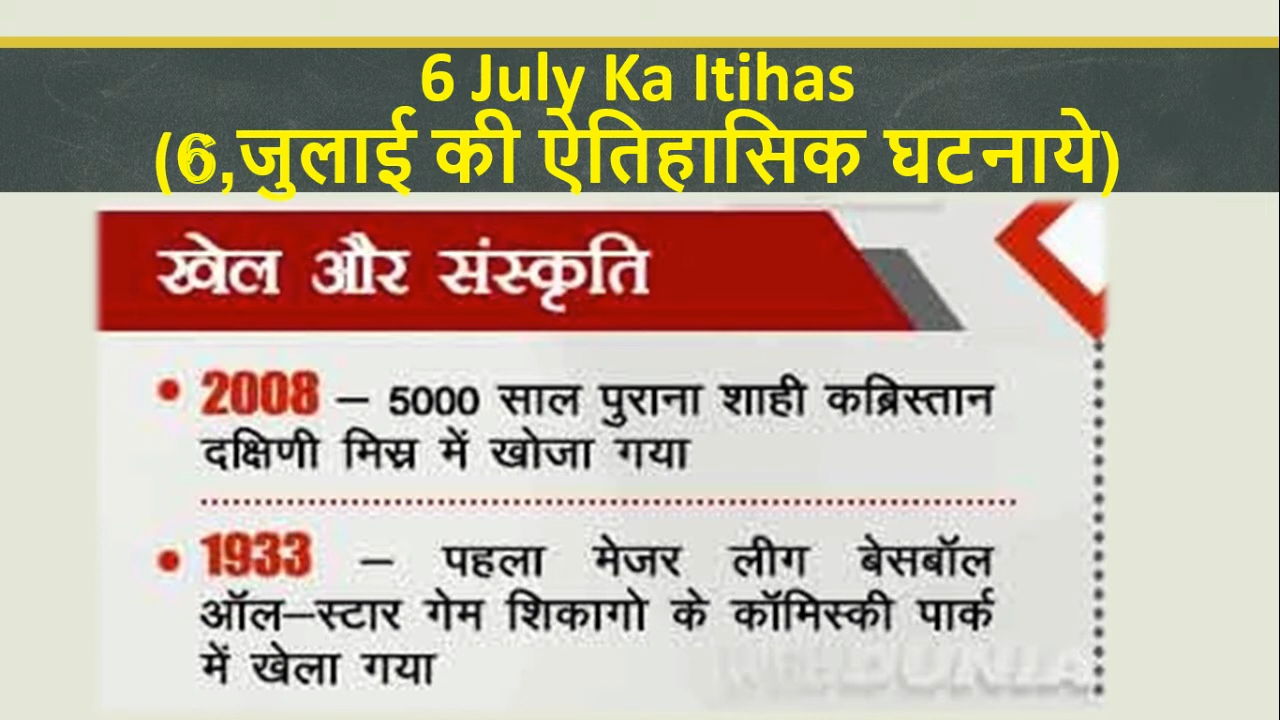 6 July Ka Itihas
(6,जुलाई की ऐतिहासिक घटनाये)
खेल और संस्कृति
• 2008 – 5000 साल पुराना शाही कब्रिस्तान
दक्षिणी मिस्र में खोजा गया
• 1933 – पहला मेजर लीग बेसबॉल
ऑल–स्टार गेम शिकागो के कॉमिस्की पार्क
में खेला गया
DUNIA